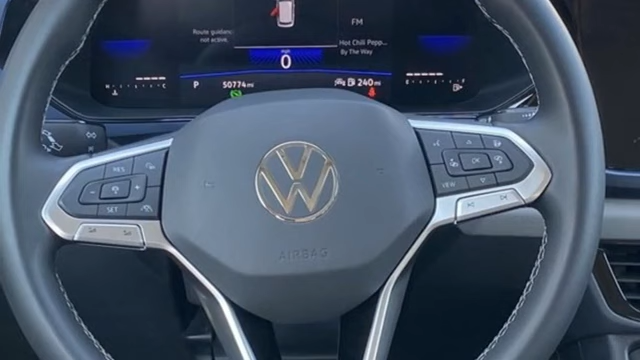 FM
Route guidance
not active.
Hot Chili Pepp...
By The Way
mph
0
H C
P 50774mi 240mi
RES
SET
VIEW
AIRBAG